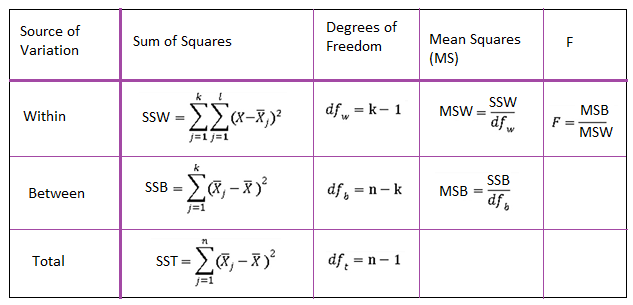 Source of Variation | Sum of Squares | Degrees of Freedom | Mean Squares (MS) | F
Within | SSW = \sum_{j=1}^{k} \sum_{j=1}^{l} (X - \bar{X}_j)^2 | df_w = k - 1 | MSW = \frac{SSW}{df_w} | F = \frac{MSB}{MSW}
Between | SSB = \sum_{j=1}^{k} (\bar{X}_j - \bar{X})^2 | df_b = n - k | MSB = \frac{SSB}{df_b}
Total | SST = \sum_{j=1}^{n} (\bar{X}_j - \bar{X})^2 | df_t = n - 1